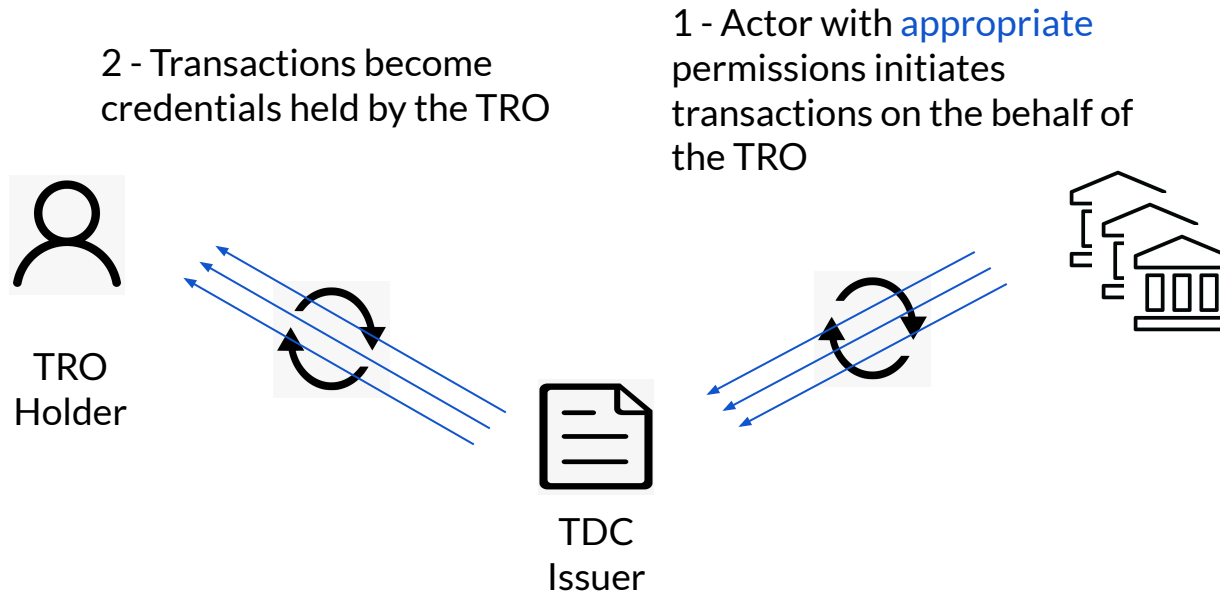 1 - Actor with appropriate
permissions initiates
transactions on the behalf of
the TRO
2 - Transactions become
credentials held by the TRO
TRO
Holder
TDC
Issuer